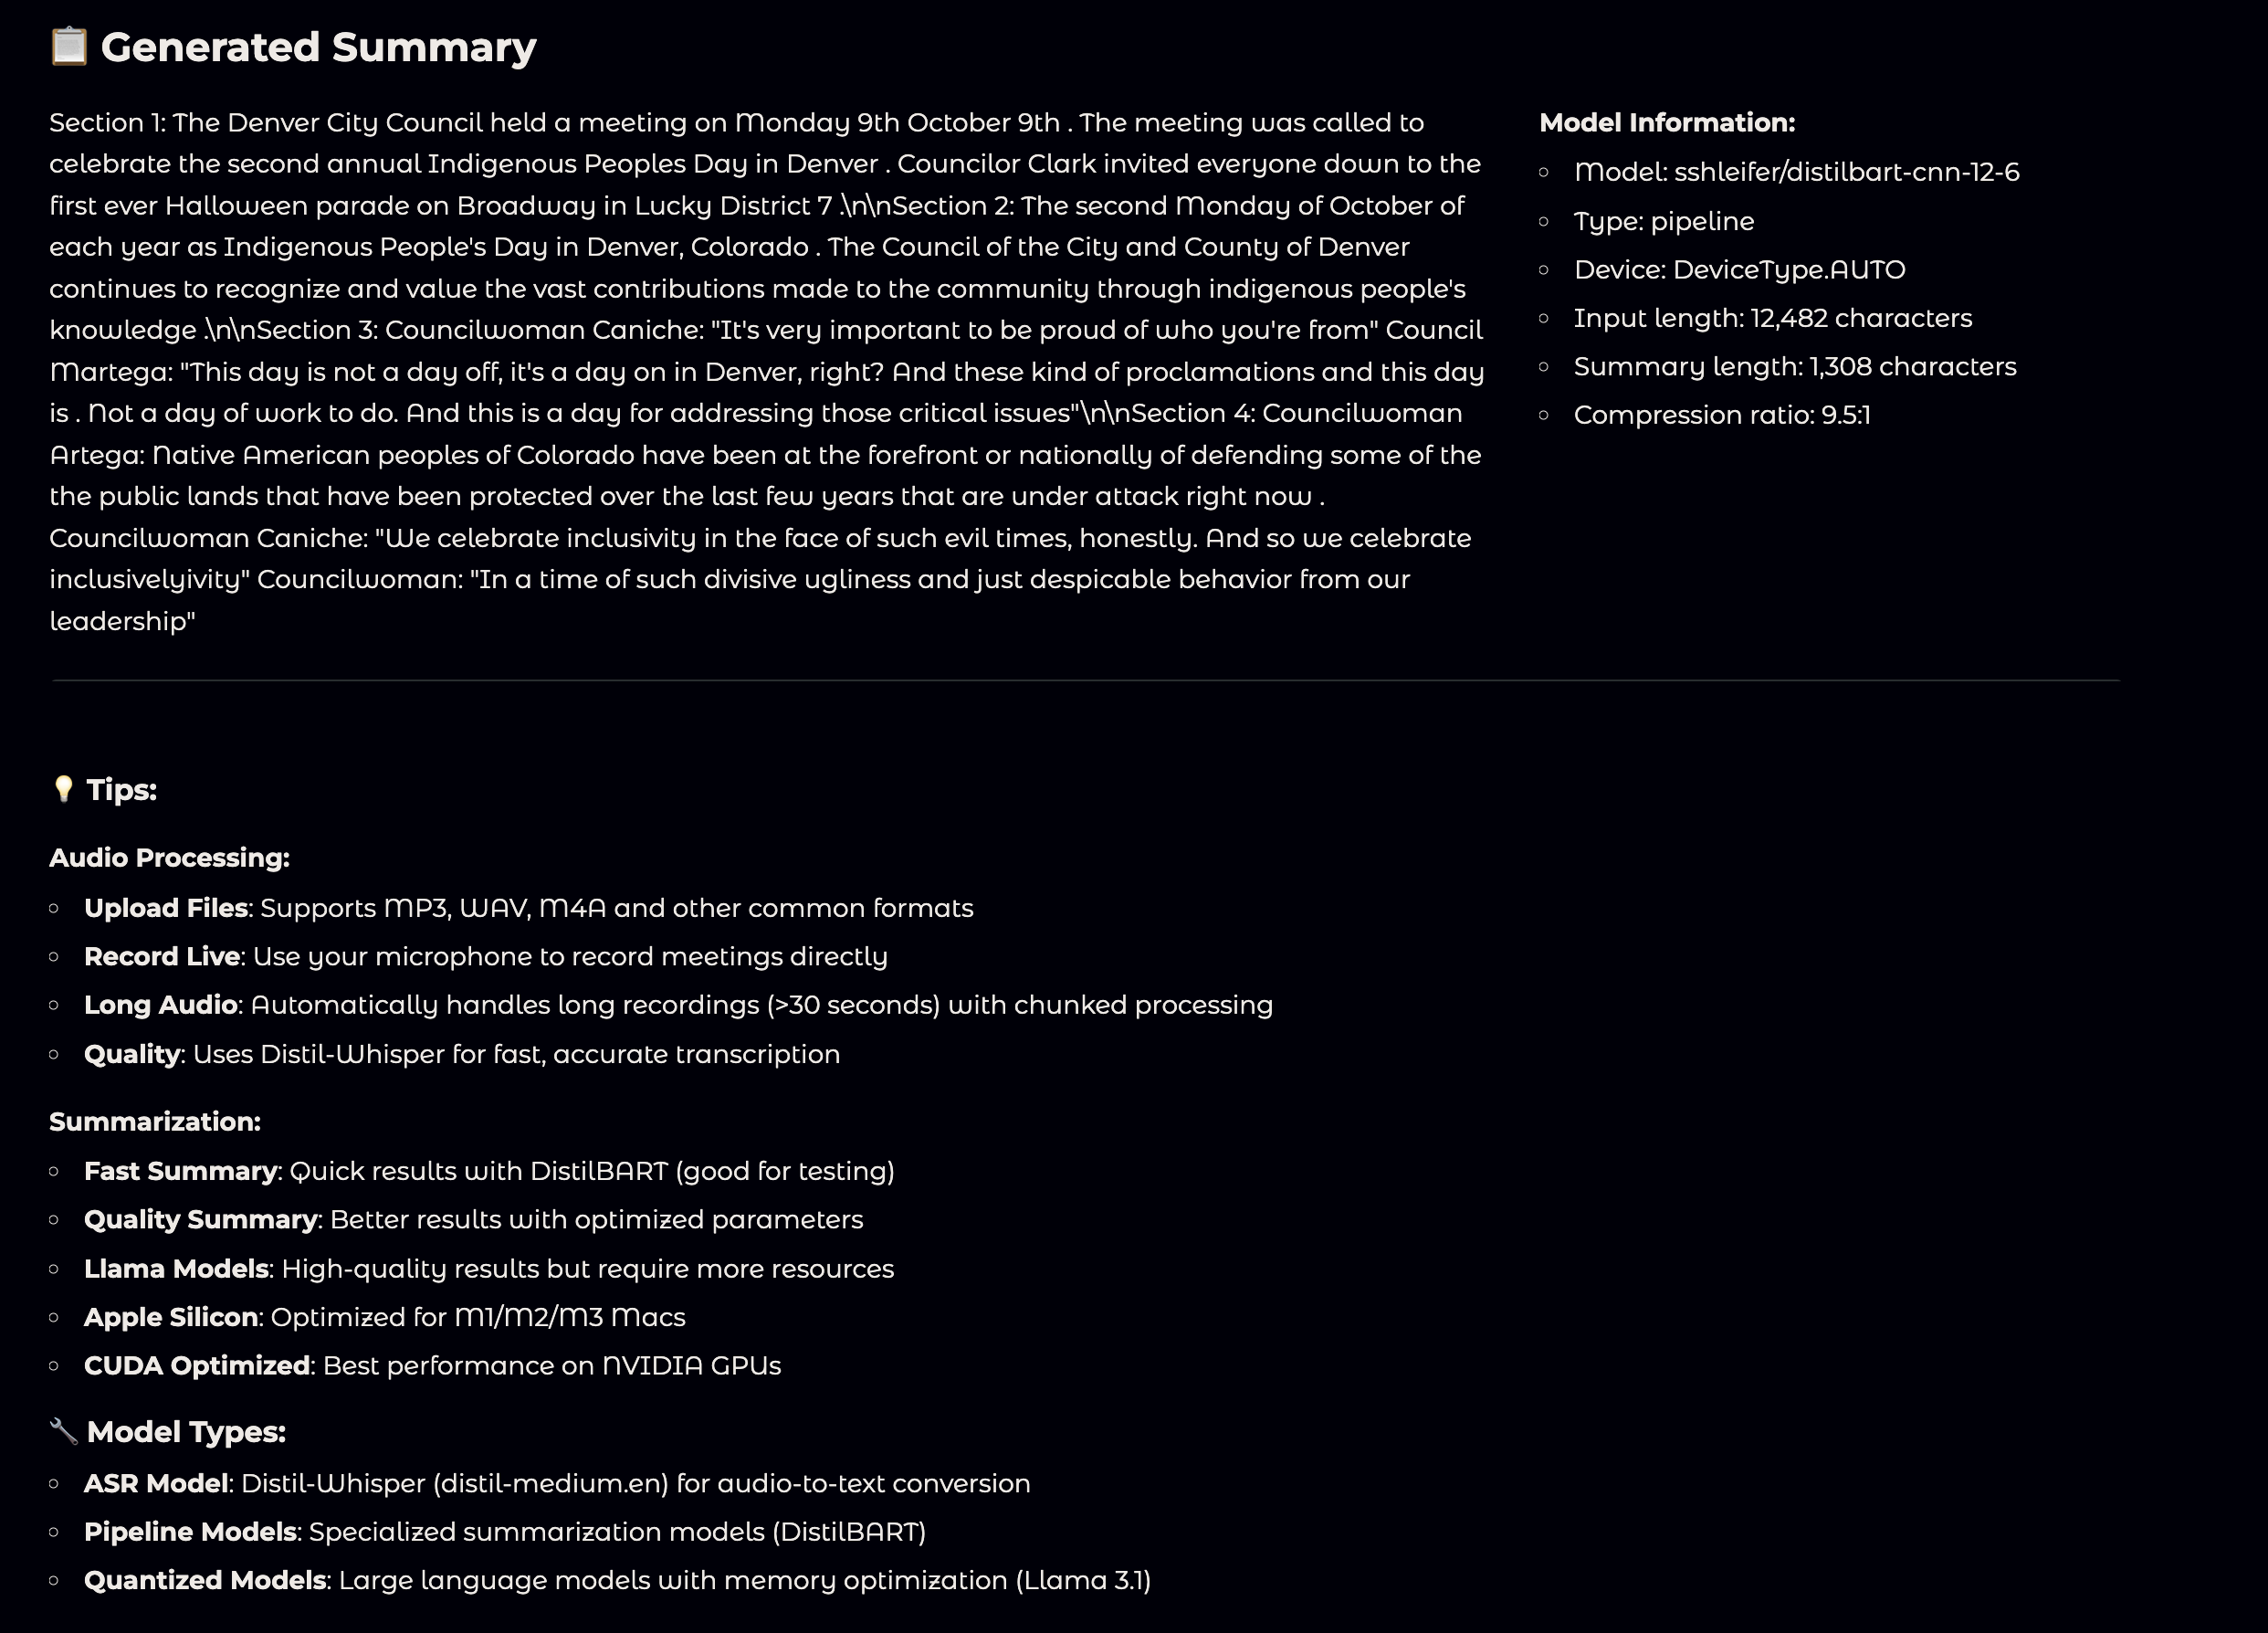 📋 Generated Summary
Section 1: The Denver City Council held a meeting on Monday 9th October 9th . The meeting was called to
celebrate the second annual Indigenous Peoples Day in Denver . Councilor Clark invited everyone down to the
first ever Halloween parade on Broadway in Lucky District 7 .\n\nSection 2: The second Monday of October of
each year as Indigenous People's Day in Denver, Colorado . The Council of the City and County of Denver
continues to recognize and value the vast contributions made to the community through indigenous people's
knowledge .\n\nSection 3: Councilwoman Caniche: "It's very important to be proud of who you're from" Council
Martega: "This day is not a day off, it's a day on in Denver, right? And these kind of proclamations and this day
is . Not a day of work to do. And this is a day for addressing those critical issues"\n\nSection 4: Councilwoman
Artega: Native American peoples of Colorado have been at the forefront or nationally of defending some of the
the public lands that have been protected over the last few years that are under attack right now .
Councilwoman Caniche: "We celebrate inclusivity in the face of such evil times, honestly. And so we celebrate
inclusivelyivity" Councilwoman: "In a time of such divisive ugliness and just despicable behavior from our
leadership"
Model Information:
Model: sshleifer/distilbart-cnn-12-6
Type: pipeline
Device: DeviceType.AUTO
Input length: 12,482 characters
Summary length: 1,308 characters
Compression ratio: 9.5:1
💡 Tips:
Audio Processing:
Upload Files: Supports MP3, WAV, M4A and other common formats
Record Live: Use your microphone to record meetings directly
Long Audio: Automatically handles long recordings (>30 seconds) with chunked processing
Quality: Uses Distil-Whisper for fast, accurate transcription
Summarization:
Fast Summary: Quick results with DistilBART (good for testing)
Quality Summary: Better results with optimized parameters
Llama Models: High-quality results but require more resources
Apple Silicon: Optimized for M1/M2/M3 Macs
CUDA Optimized: Best performance on NVIDIA GPUs
🔧 Model Types:
ASR Model: Distil-Whisper (distil-medium.en) for audio-to-text conversion
Pipeline Models: Specialized summarization models (DistilBART)
Quantized Models: Large language models with memory optimization (Llama 3.1)